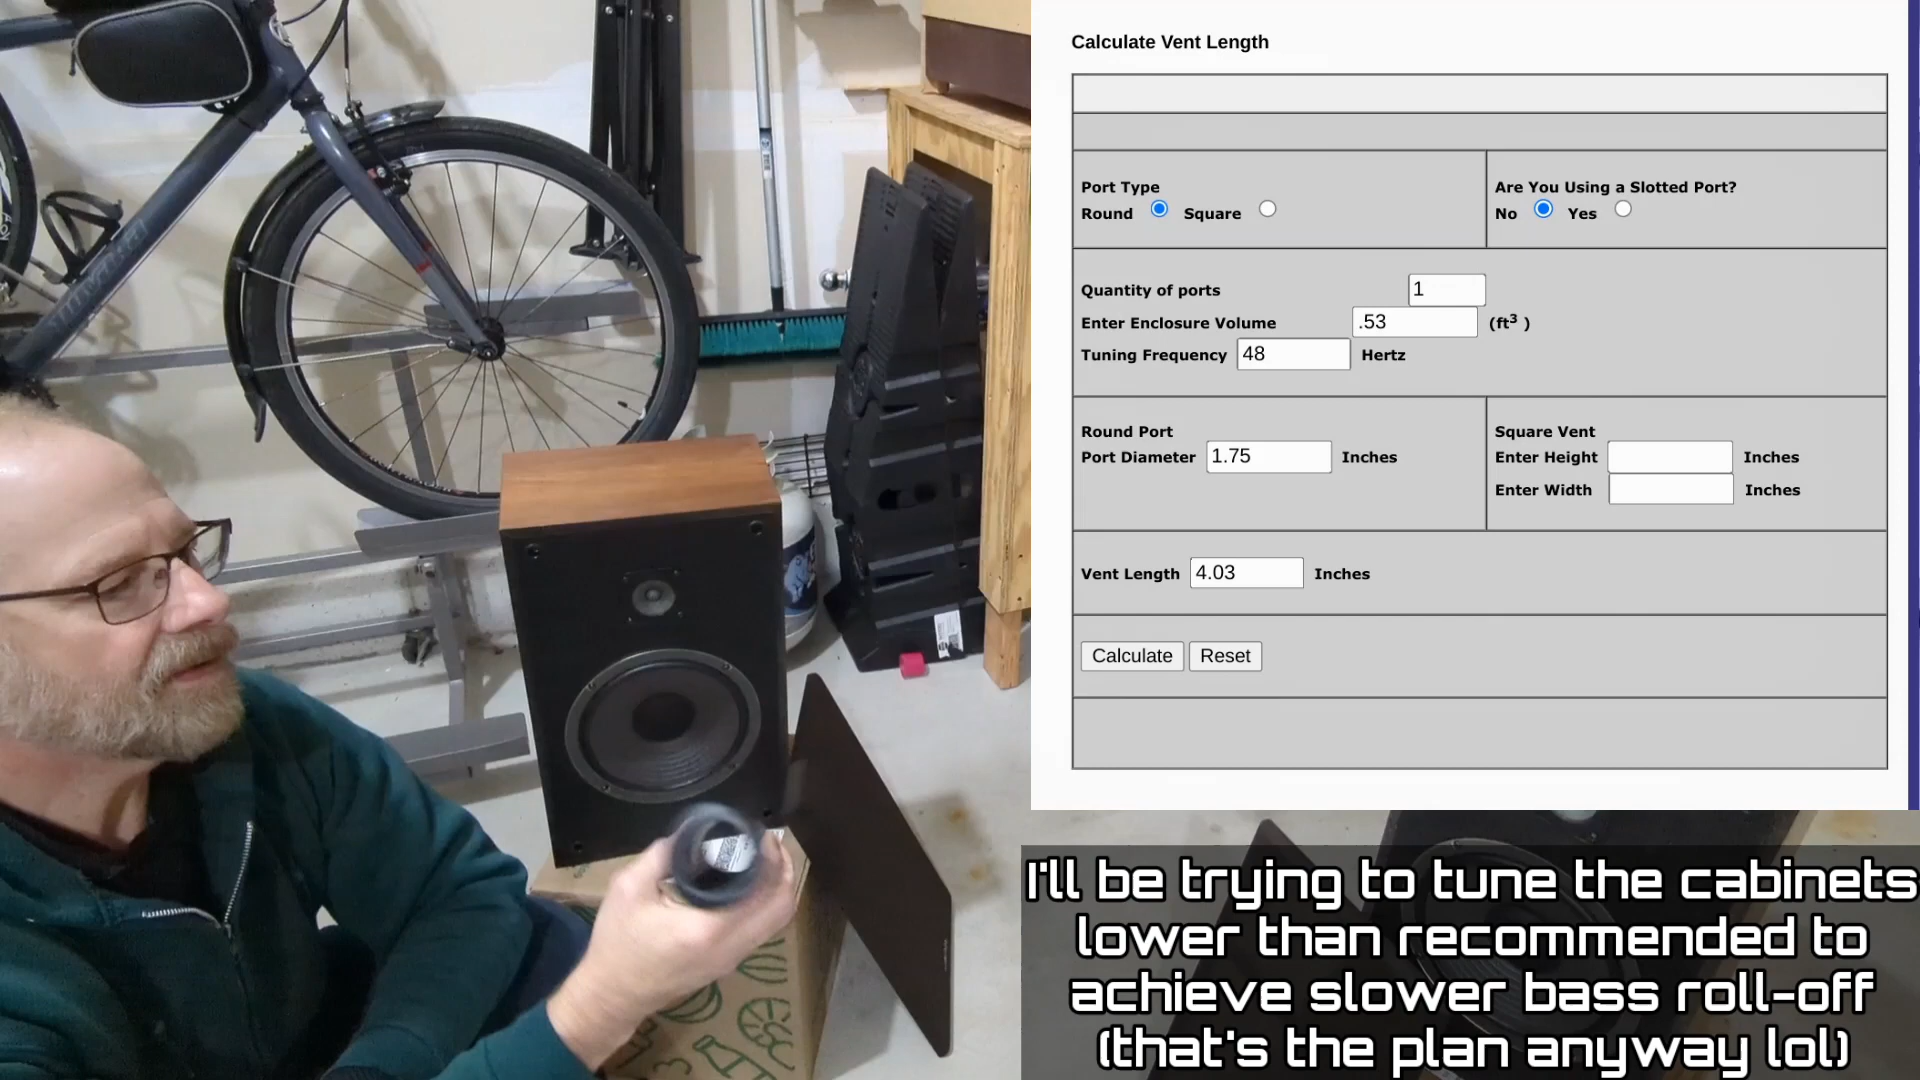 Calculate Vent Length
Port Type
Round Square
Are You Using a Slotted Port?
No Yes
Quantity of ports 1
Enter Enclosure Volume .53 (ft3 )
Tuning Frequency 48 Hertz
Round Port
Port Diameter 1.75 Inches
Square Vent
Enter Height Inches
Enter Width Inches
Vent Length 4.03 Inches
Calculate Reset
I'll be trying to tune the cabinets
lower than recommended to
achieve slower bass roll-off
(that's the plan anyway lol)